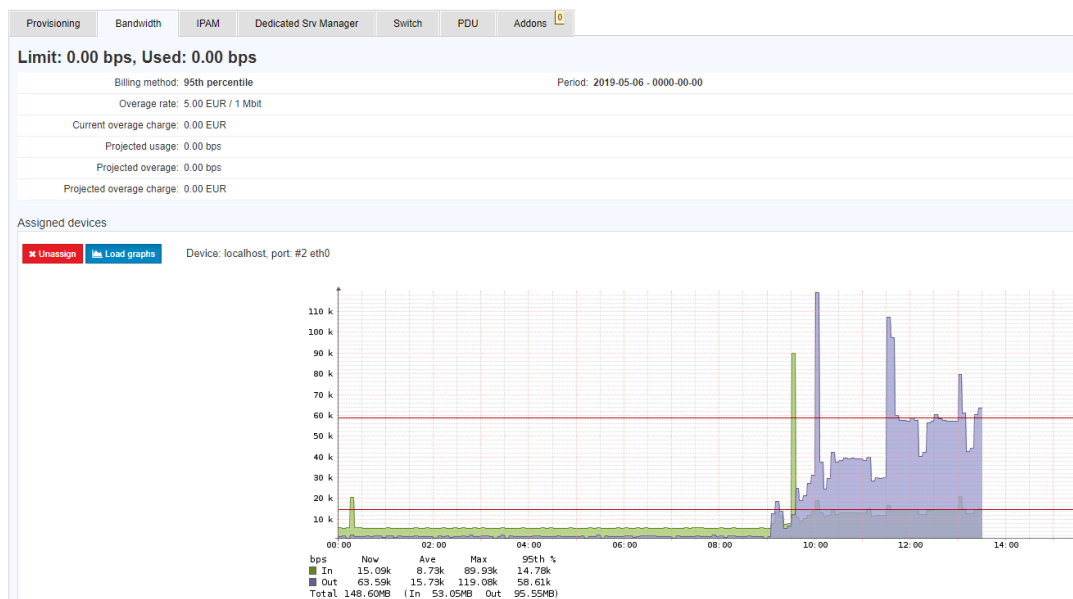 Provisioning Bandwidth IPAM Dedicated Srv Manager Switch PDU Addons 0
Limit: 0.00 bps, Used: 0.00 bps
Billing method: 95th percentile Period: 2019-05-06 - 0000-00-00
Overage rate: 5.00 EUR / 1 Mbit
Current overage charge: 0.00 EUR
Projected usage: 0.00 bps
Projected overage: 0.00 bps
Projected overage charge: 0.00 EUR
Assigned devices
Unassign Load graphs Device: localhost, port: #2 eth0
110 k
100 k
90 k
80 k
70 k
60 k
50 k
40 k
30 k
20 k
10 k
00:00 02:00 04:00 06:00 08:00 10:00 12:00 14:00
bps Now Ave Max 95th %
In 15.09k 8.73k 89.93k 14.78k
Out 63.59k 15.73k 119.08k 58.61k
Total 148.60MB (In 53.05MB Out 95.55MB)